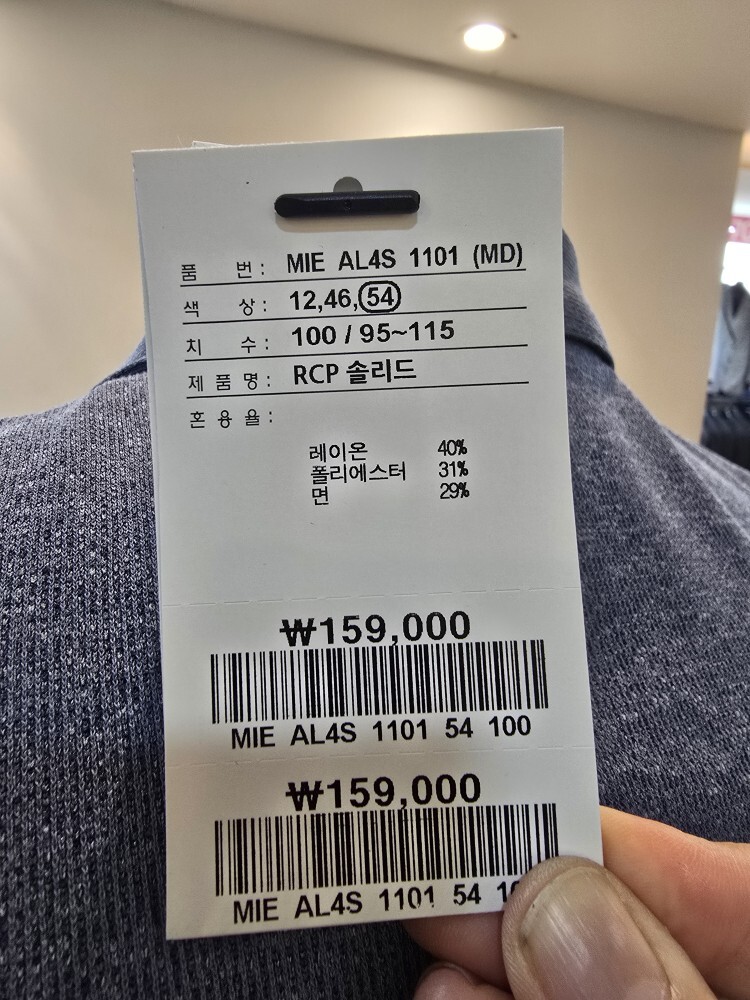 품 번 : MIE AL4S 1101 (MD)
색 상 : 12,46,54
치 수 : 100 / 95~115
제 품 명 : RCP 솔리드
혼 용 율 :
레이온 40%
폴리에스터 31%
면 29%
₩159,000
MIE AL4S 1101 54 100
₩159,000
MIE AL4S 1101 54